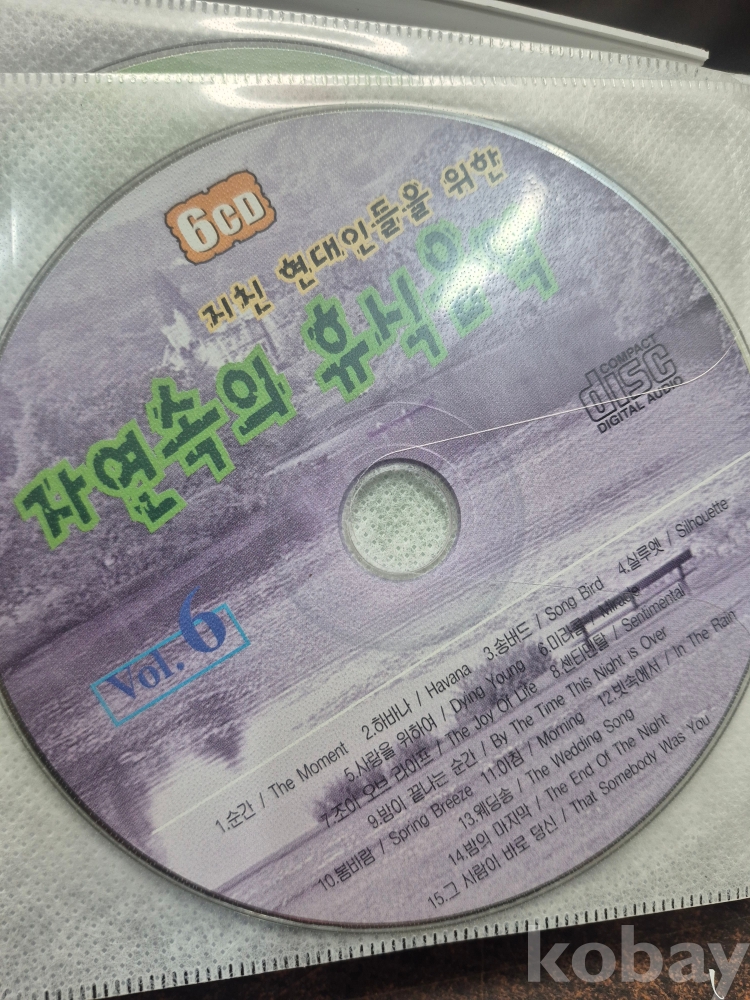 6CD
지친 현대인들을 위한
자연속의 휴식음악
COMPACT
disc
DIGITAL AUDIO
Vol.6
1.순간 / The Moment 2.하바나 / Havana 3.송버드 / Song Bird 4.실루엣 / Silhouette
5.사랑을 위하여 / Dying Young 6.미라클 / Miracle
7.조이 오브 라이프 / The Joy Of Life 8.센티멘탈 / Sentimental
9.밤이 끝나는 순간 / By The Time This Night is Over
10.봄바람 / Spring Breeze 11.아침 / Morning 12.빗속에서 / In The Rain
13.웨딩송 / The Wedding Song
14.밤의 마지막 / The End Of The Night
15.그 사람이 바로 당신 / That Somebody Was You
kobay